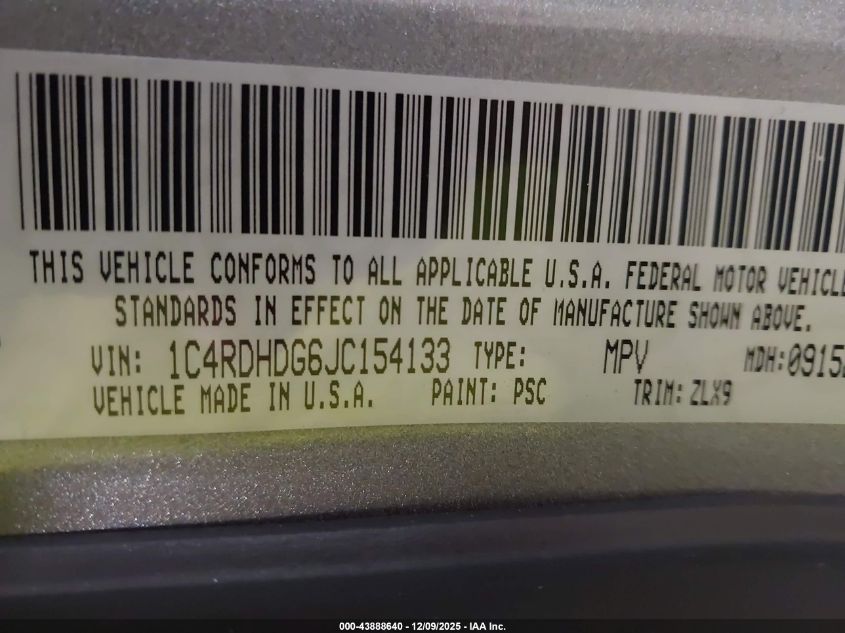 THIS VEHICLE CONFORMS TO ALL APPLICABLE U.S.A. FEDERAL MOTOR VEHICLE
STANDARDS IN EFFECT ON THE DATE OF MANUFACTURE SHOWN ABOVE.
VIN: 1C4RDHDG6JC154133 TYPE: MPV MDH:0915
VEHICLE MADE IN U.S.A. PAINT: PSC TRIM: ZLX9
000-43888640 - 12/09/2025 - IAA Inc.